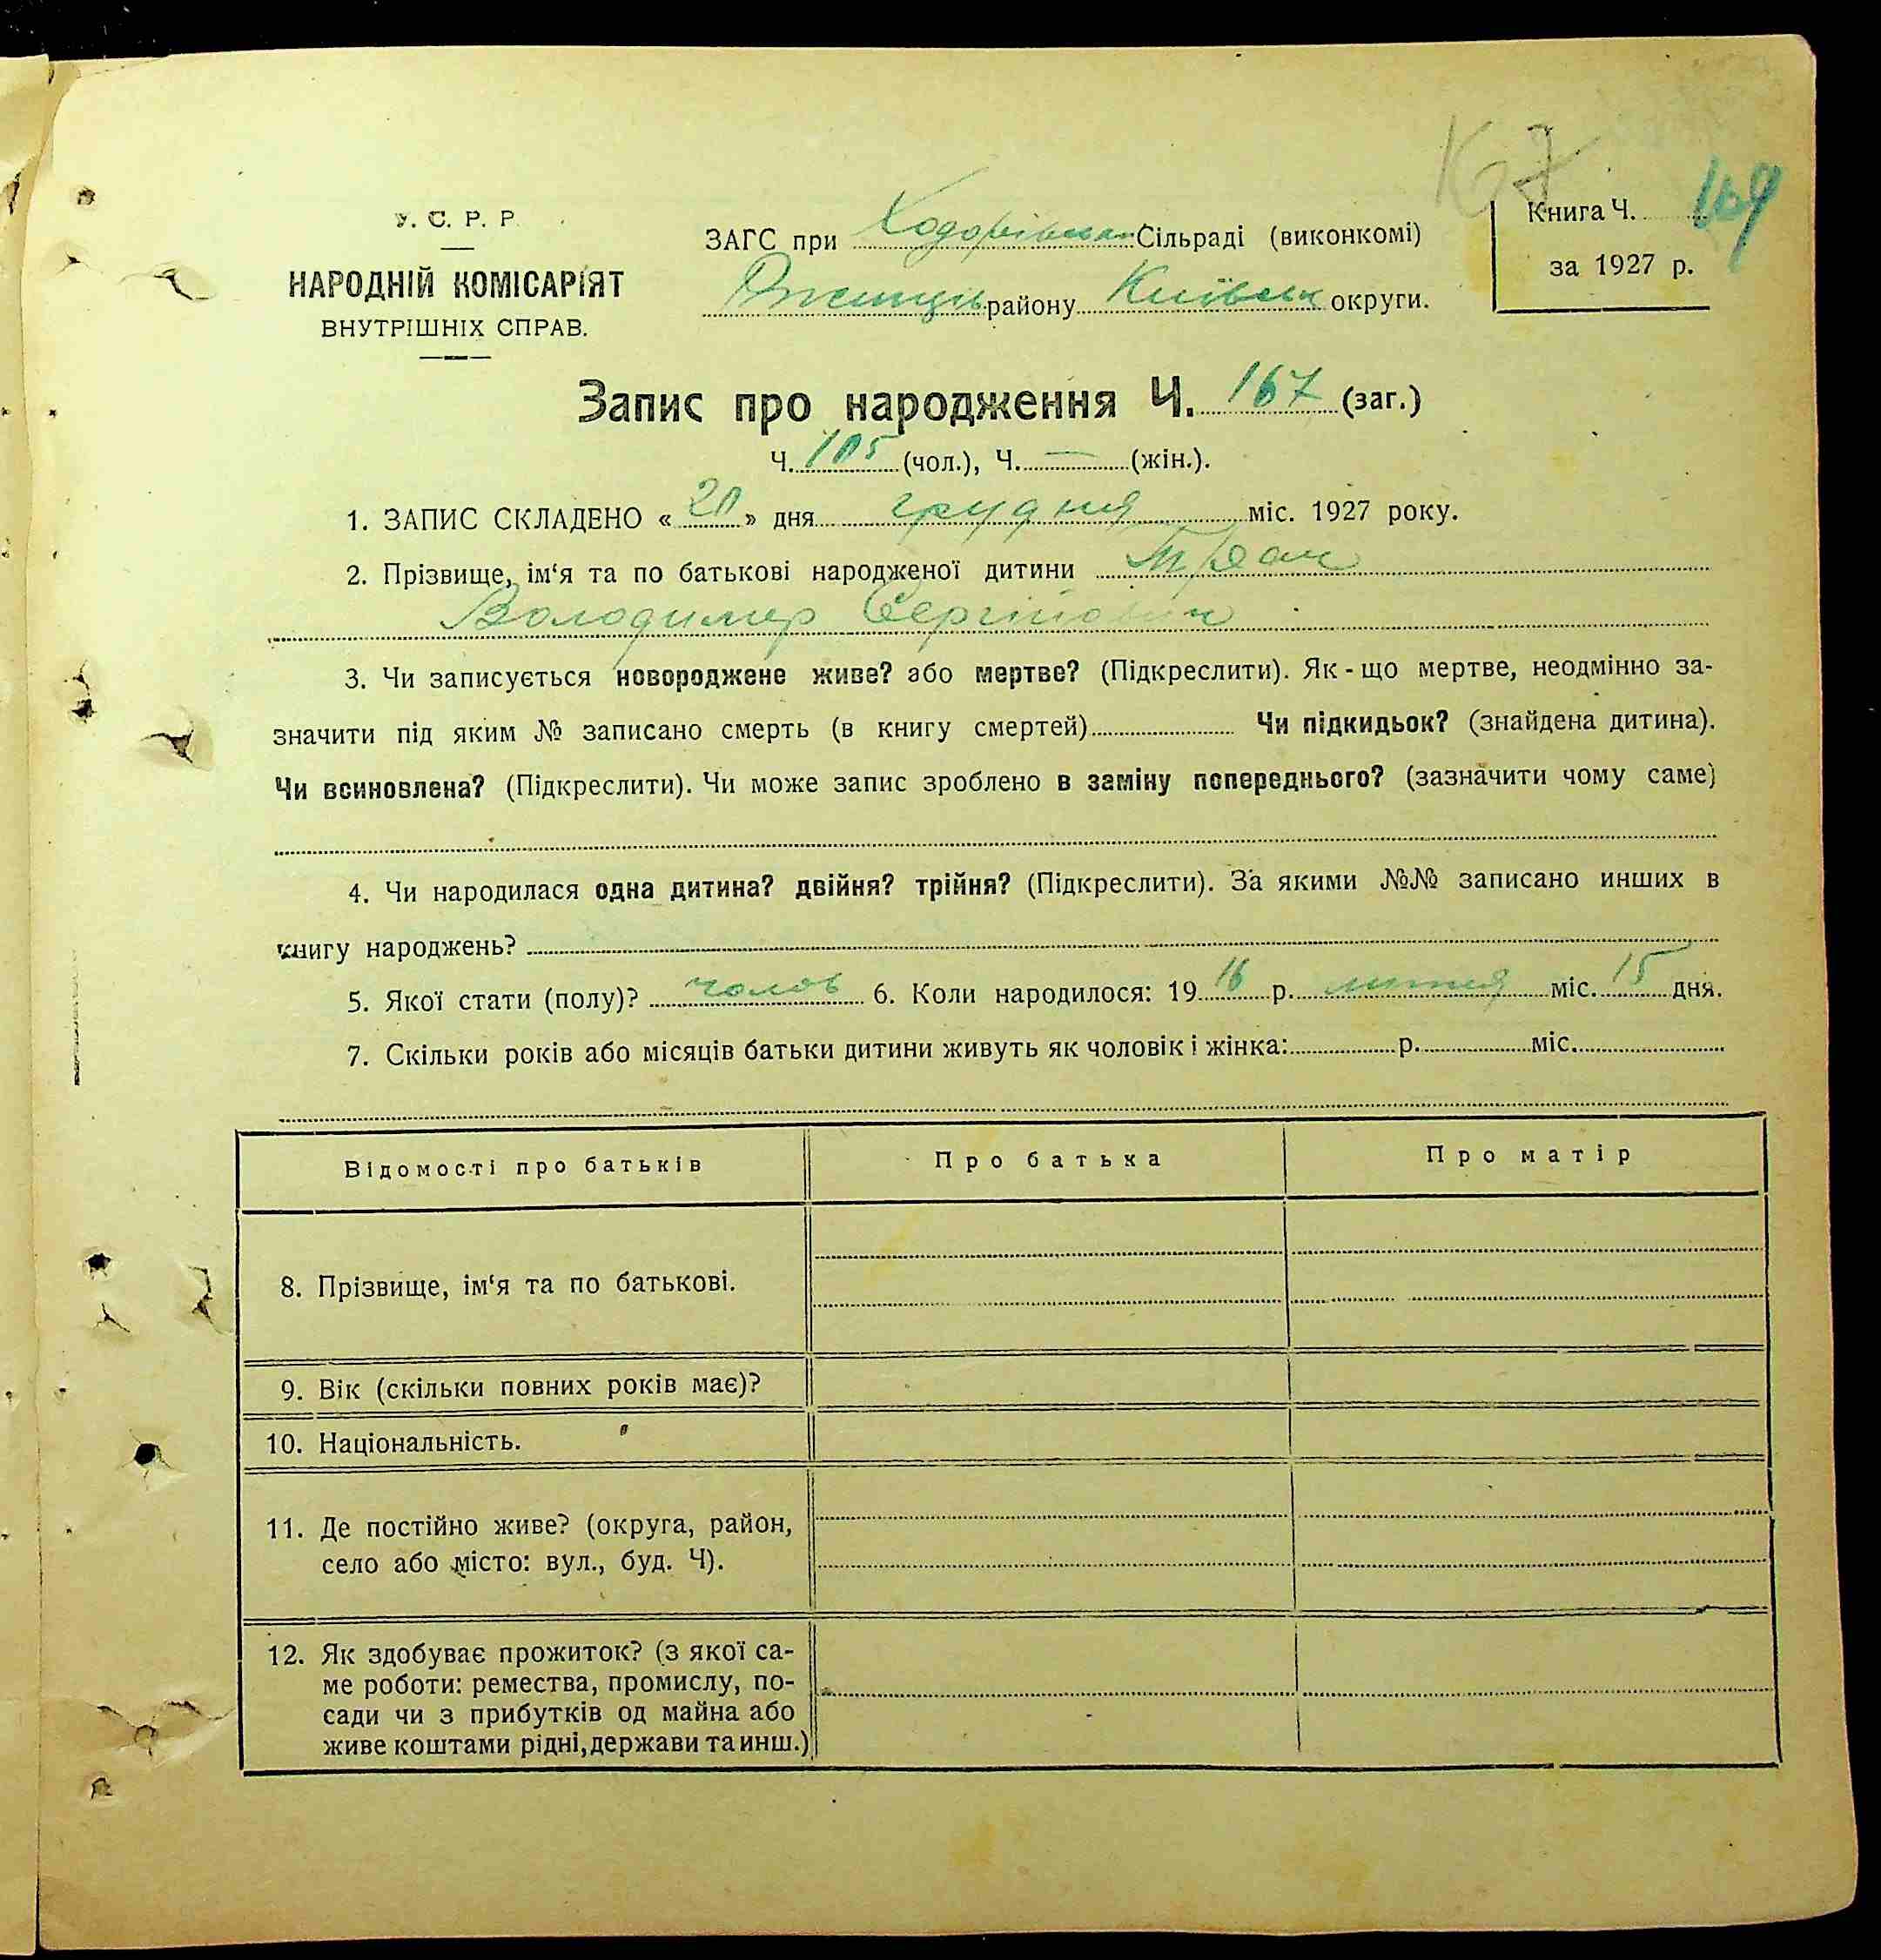 167
У. С. Р. Р.
НАРОДНІЙ КОМІСАРІЯТ
ВНУТРІШНІХ СПРАВ.
ЗАГС при Ходорівськ Сільраді (виконкомі)
Ржищів району Київськ округи.
Книга Ч. 169
за 1927 р.
Запис про народження Ч. 167 (заг.)
Ч. 105 (чол.), Ч. — (жін.).
1. ЗАПИС СКЛАДЕНО « 20 » дня грудня міс. 1927 року.
2. Прізвище, ім‘я та по батькові народженої дитини
Володимер Сергійович
3. Чи записується новороджене живе? або мертве? (Підкреслити). Як-що мертве, неодмінно за-
значити під яким № записано смерть (в книгу смертей) Чи підкидьок? (знайдена дитина).
Чи всиновлена? (Підкреслити). Чи може запис зроблено в заміну попереднього? (зазначити чому саме)
4. Чи народилася одна дитина? двійня? трійня? (Підкреслити). За якими №№ записано инших в
книгу народжень?
5. Якої стати (полу)? чолов 6. Коли народилося: 19 16 р. липня міс. 15 дня.
7. Скільки років або місяців батьки дитини живуть як чоловік і жінка: р. міс.
Відомості про батьків Про батька Про матір
8. Прізвище, ім‘я та по батькові.
9. Вік (скільки повних років має)?
10. Національність.
11. Де постійно живе? (округа, район,
село або місто: вул., буд. Ч).
12. Як здобуває прожиток? (з якої са-
ме роботи: ремества, промислу, по-
сади чи з прибутків од майна або
живе коштами рідні, держави та инш.)